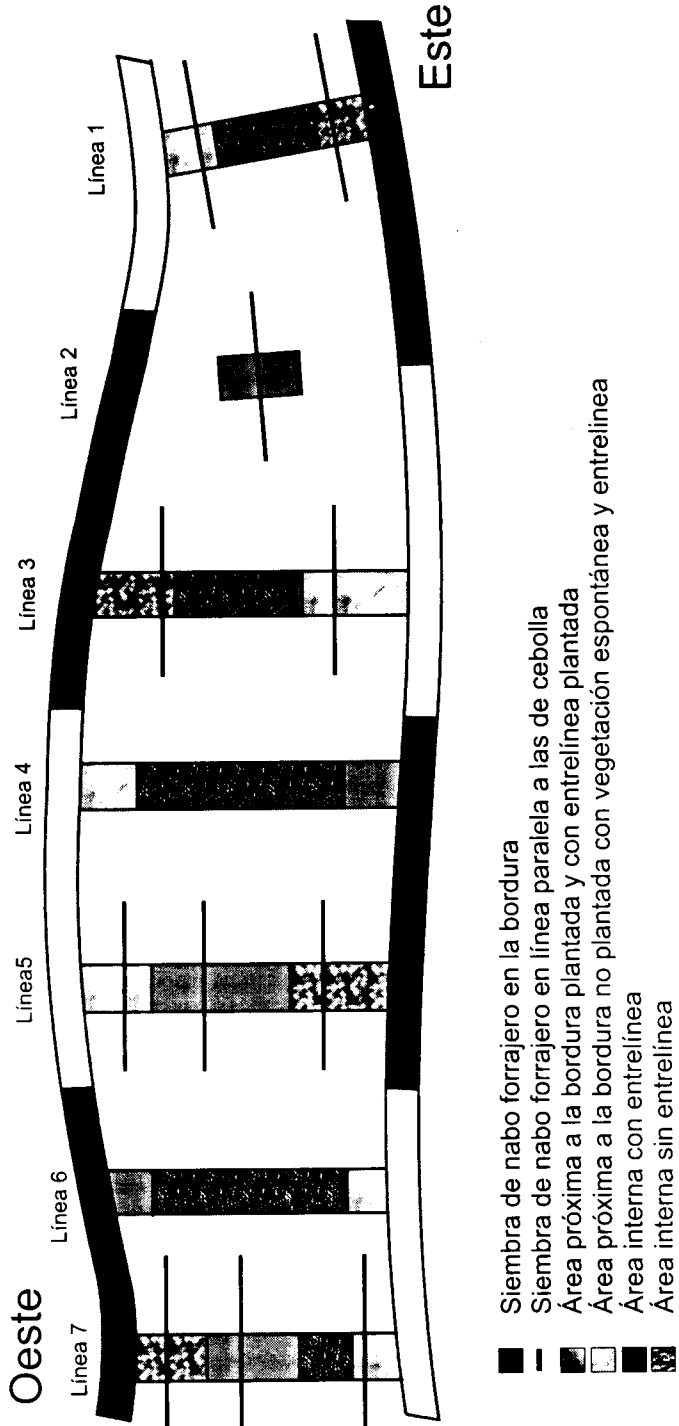 Oeste
Línea 7
Línea 6
Línea5
Línea 4
Línea 3
Línea 2
Línea 1
Este
Siembra de nabo forrajero en la bordura
Siembra de nabo forrajero en línea paralela a las de cebolla
Área próxima a la bordura plantada y con entrelínea plantada
Área próxima a la bordura no plantada con vegetación espontánea y entrelinea
Área interna con entrelínea
Área interna sin entrelínea